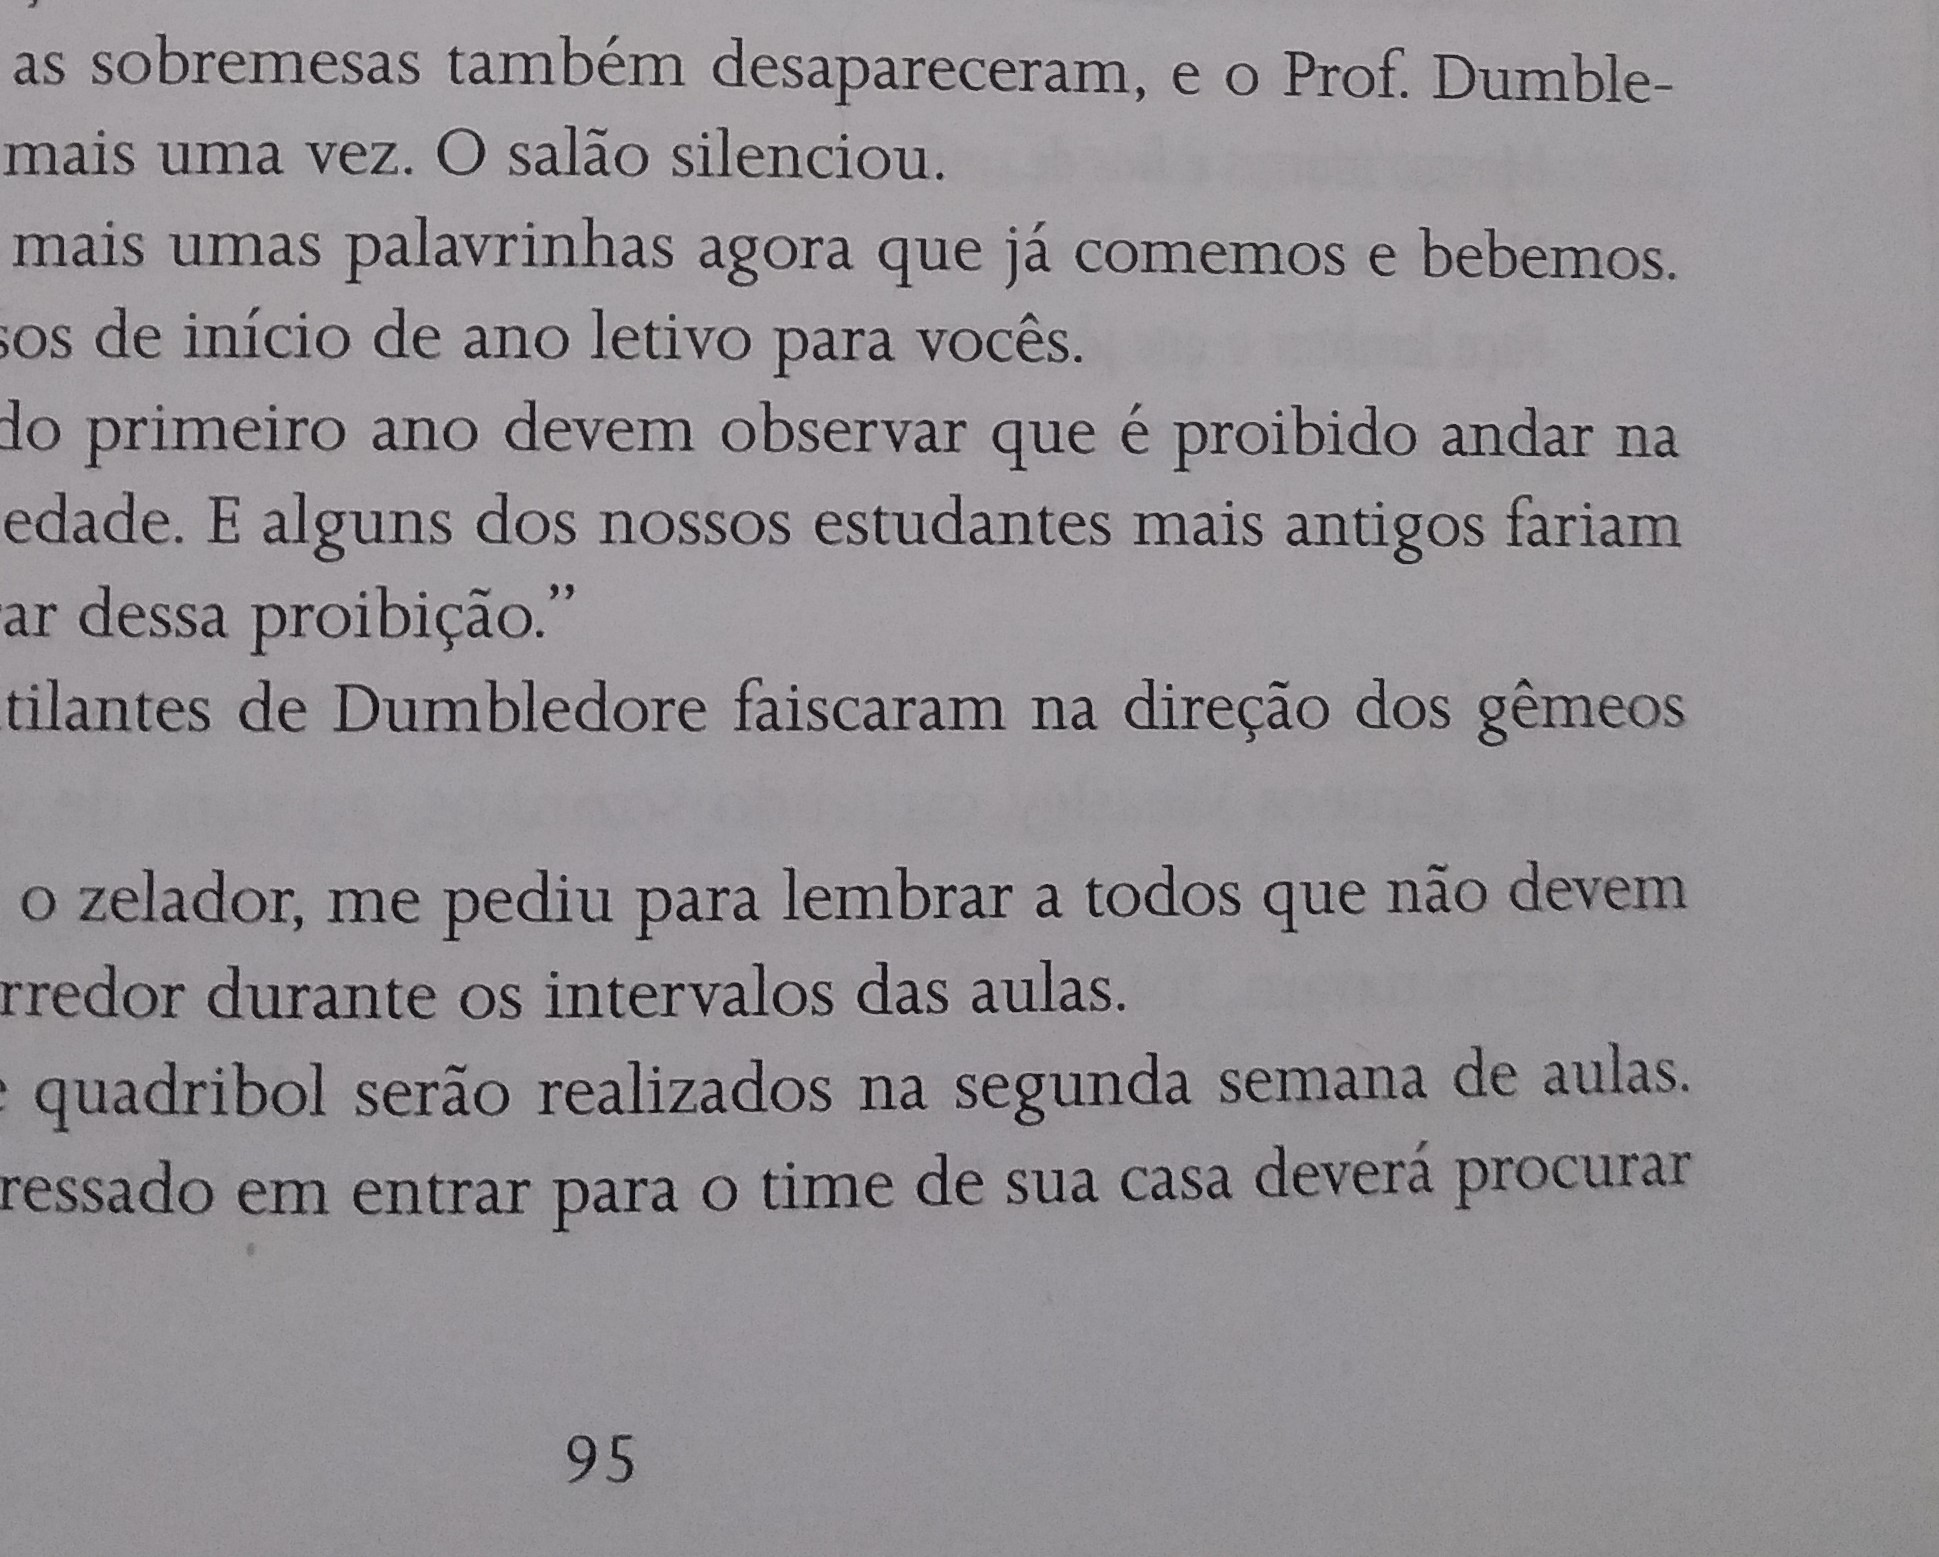 as sobremesas também desapareceram, e o Prof. Dumble-
mais uma vez. O salão silenciou.
mais umas palavrinhas agora que já comemos e bebemos.
de início de ano letivo para vocês.
do primeiro ano devem observar que é proibido andar na
edade. E alguns dos nossos estudantes mais antigos fariam
ar dessa proibição.”
tilantes de Dumbledore faiscaram na direção dos gêmeos
o zelador, me pediu para lembrar a todos que não devem
rredor durante os intervalos das aulas.
quadribol serão realizados na segunda semana de aulas.
ressado em entrar para o time de sua casa deverá procurar
95